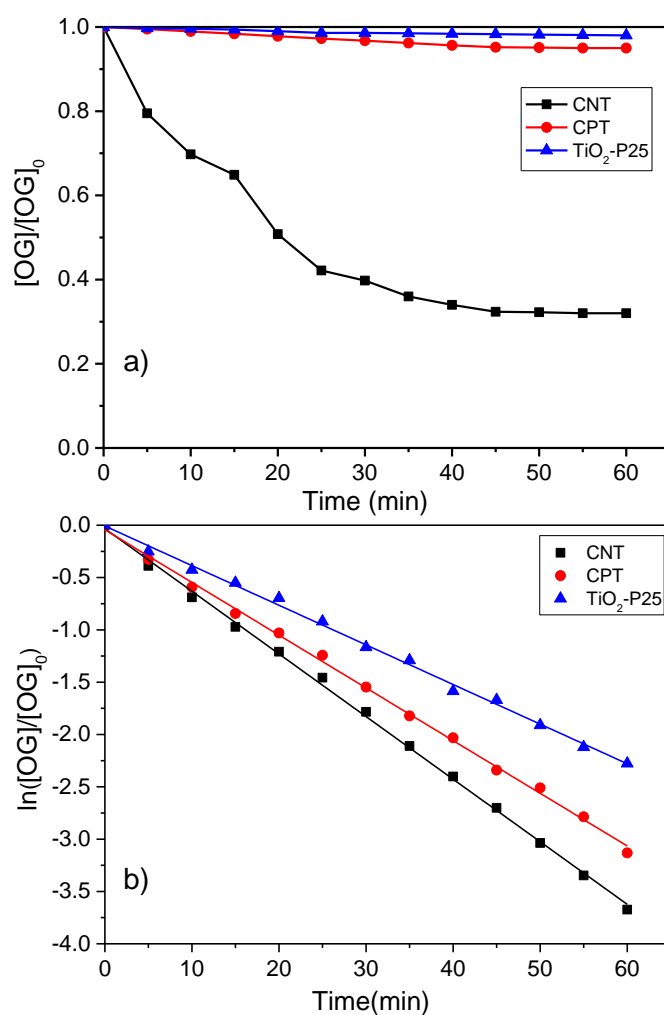 1.0
0.8
0.6
0.4
0.2
0.0
[OG]/[OG]₀
CNT
CPT
TiO₂-P25
a)
0 10 20 30 40 50 60
Time (min)
0.0
-0.5
-1.0
-1.5
-2.0
-2.5
-3.0
-3.5
-4.0
ln([OG]/[OG]₀)
CNT
CPT
TiO₂-P25
b)
0 10 20 30 40 50 60
Time(min)